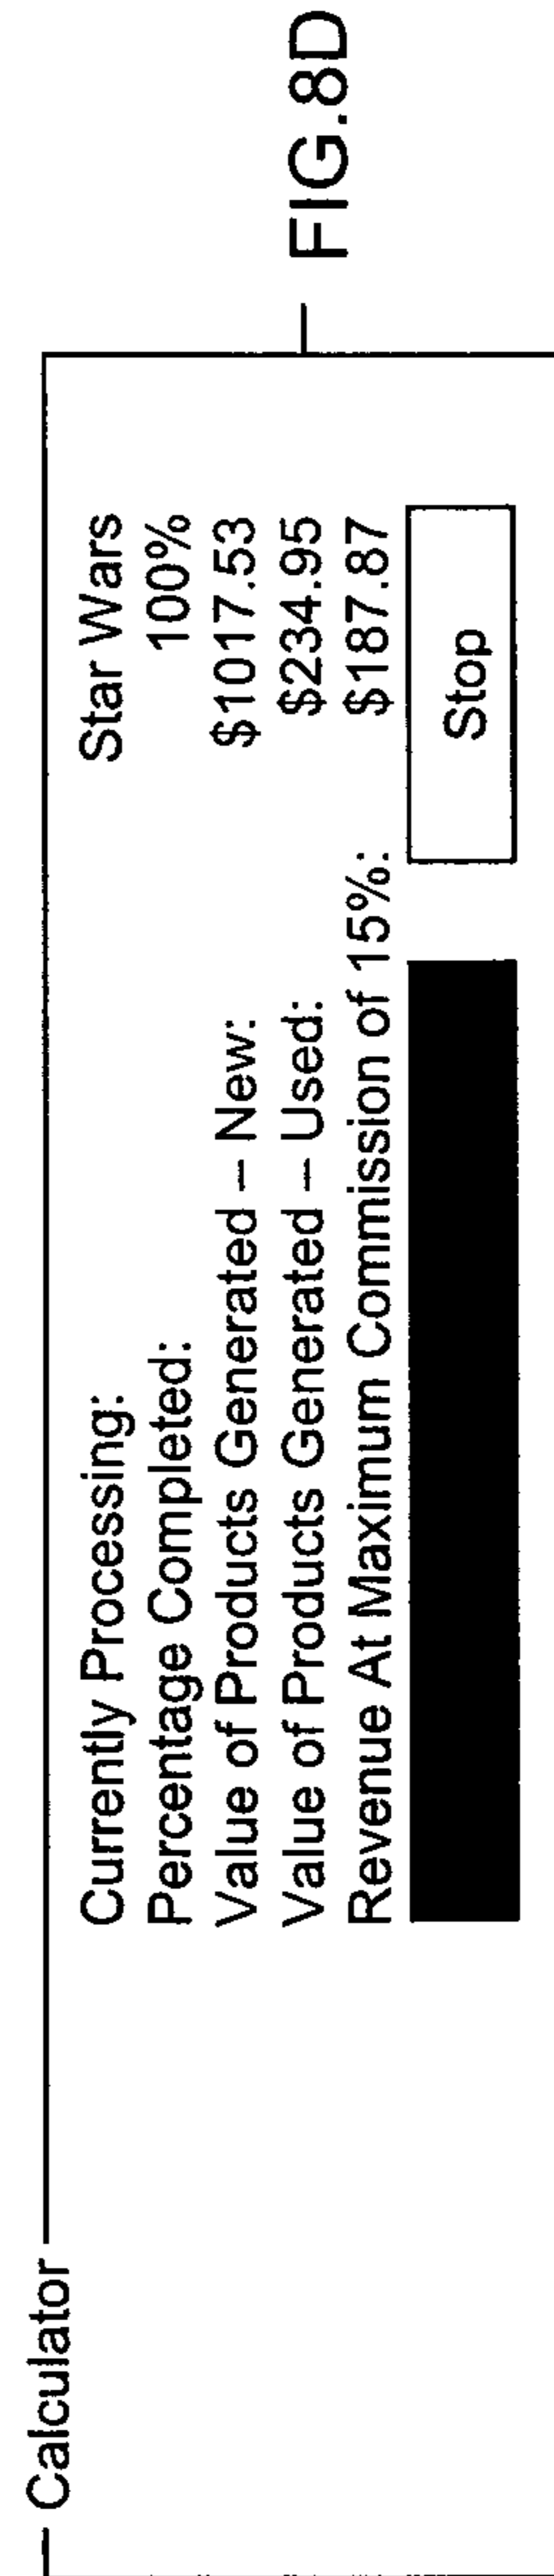 Calculator
Currently Processing: Star Wars
Percentage Completed: 100%
Value of Products Generated – New: $1017.53
Value of Products Generated – Used: $234.95
Revenue At Maximum Commission of 15%: $187.87
Stop
FIG.8D